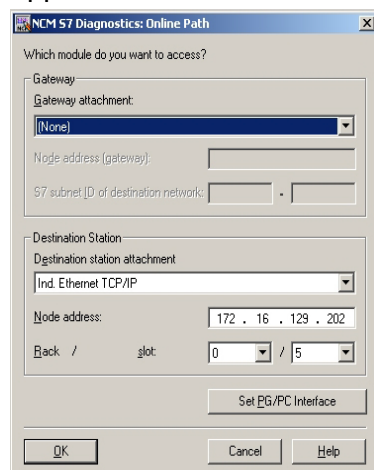 NCM S7 Diagnostics: Online Path
Which module do you want to access?
Gateway
Gateway attachment:
(None)
Node address (gateway):
S7 subnet ID of destination network: -
Destination Station
Destination station attachment
Ind. Ethernet TCP/IP
Node address: 172 . 16 . 129 . 202
Rack / slot: 0 / 5
Set PG/PC Interface
OK Cancel Help